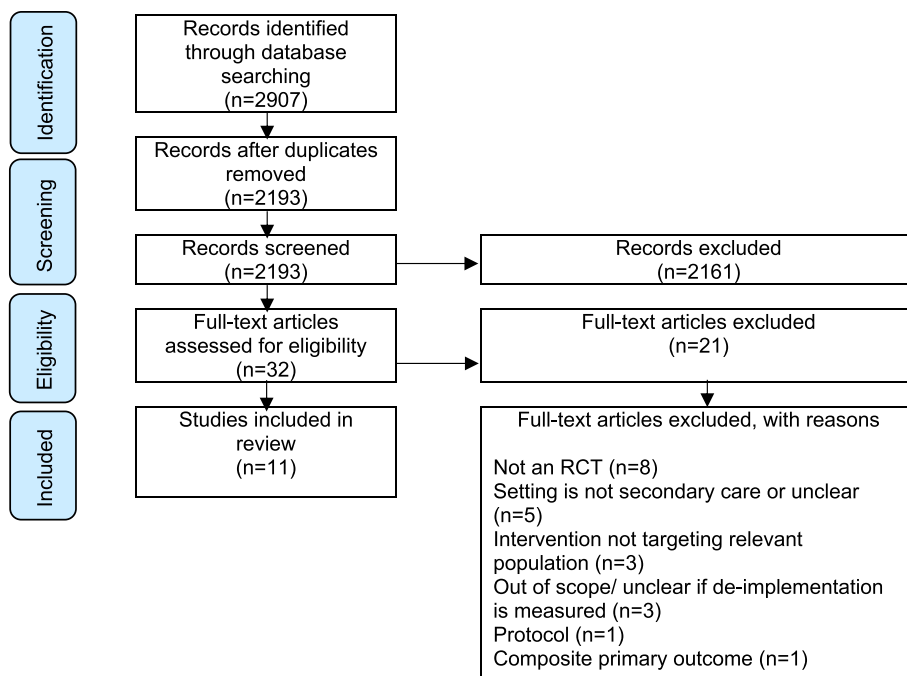 Identification
Records identified
through database
searching
(n=2907)
Records after duplicates
removed
(n=2193)
Screening
Records screened
(n=2193)
Records excluded
(n=2161)
Eligibility
Full-text articles
assessed for eligibility
(n=32)
Full-text articles excluded
(n=21)
Included
Studies included in
review
(n=11)
Full-text articles excluded, with reasons
Not an RCT (n=8)
Setting is not secondary care or unclear
(n=5)
Intervention not targeting relevant
population (n=3)
Out of scope/ unclear if de-implementation
is measured (n=3)
Protocol (n=1)
Composite primary outcome (n=1)